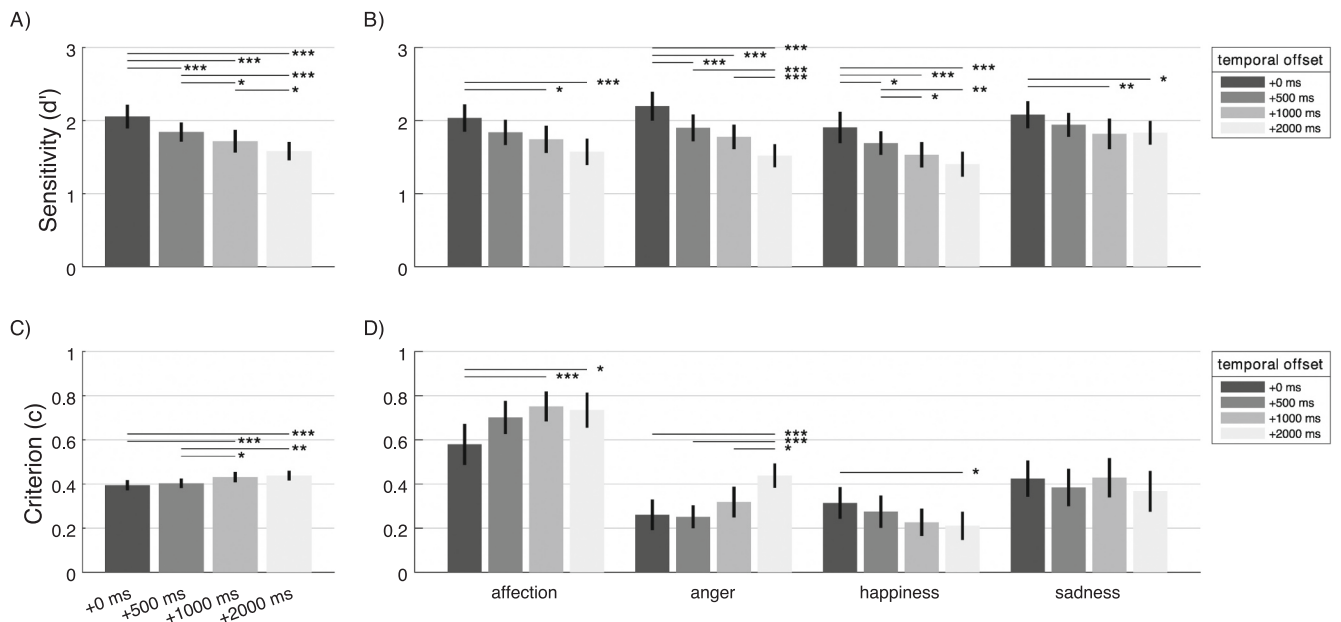 A)
Sensitivity (d')
3
2
1
0
***
***
***
***
*
*
B)
3
2
1
0
***
*
***
***
***
***
***
***
***
*
**
*
*
**
temporal offset
+0 ms
+500 ms
+1000 ms
+2000 ms
C)
Criterion (c)
1
0.8
0.6
0.4
0.2
0
***
***
**
*
+0 ms
+500 ms
+1000 ms
+2000 ms
D)
1
0.8
0.6
0.4
0.2
0
*
***
***
***
*
*
affection
anger
happiness
sadness
temporal offset
+0 ms
+500 ms
+1000 ms
+2000 ms